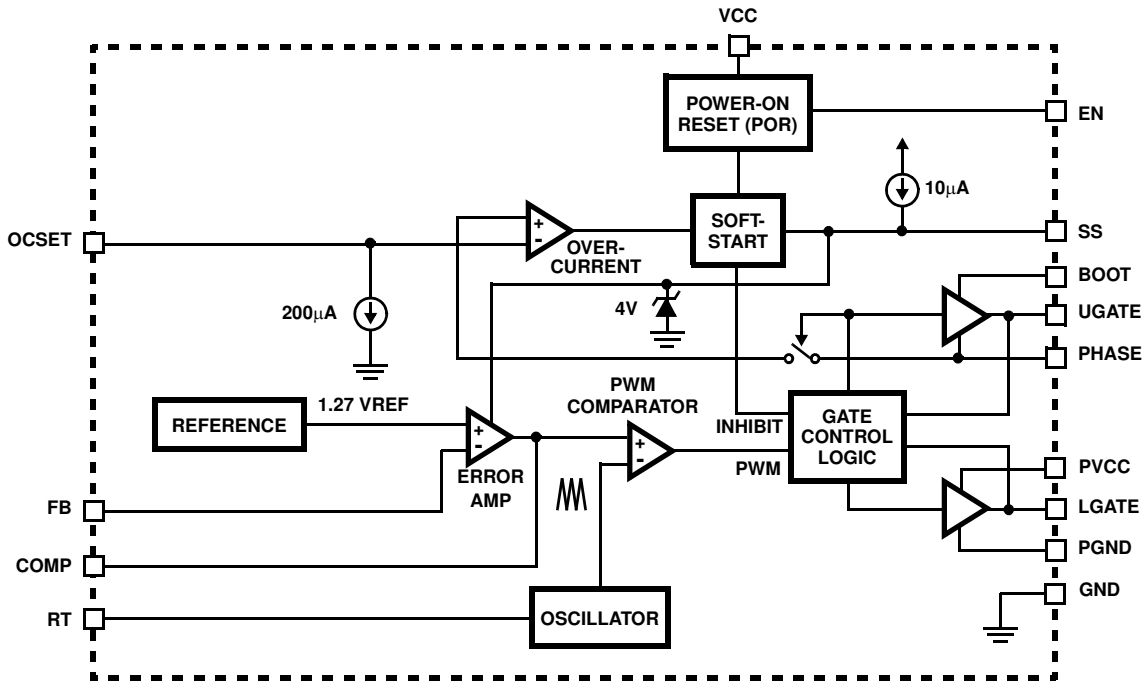 VCC
POWER-ON
RESET (POR)
EN
10µA
OCSET
+
-
OVER-
CURRENT
SOFT-
START
SS
BOOT
200µA
4V
UGATE
PHASE
REFERENCE
1.27 VREF
+
-
ERROR
AMP
PWM
COMPARATOR
+
-
INHIBIT
PWM
GATE
CONTROL
LOGIC
PVCC
FB
LGATE
COMP
PGND
GND
RT
OSCILLATOR